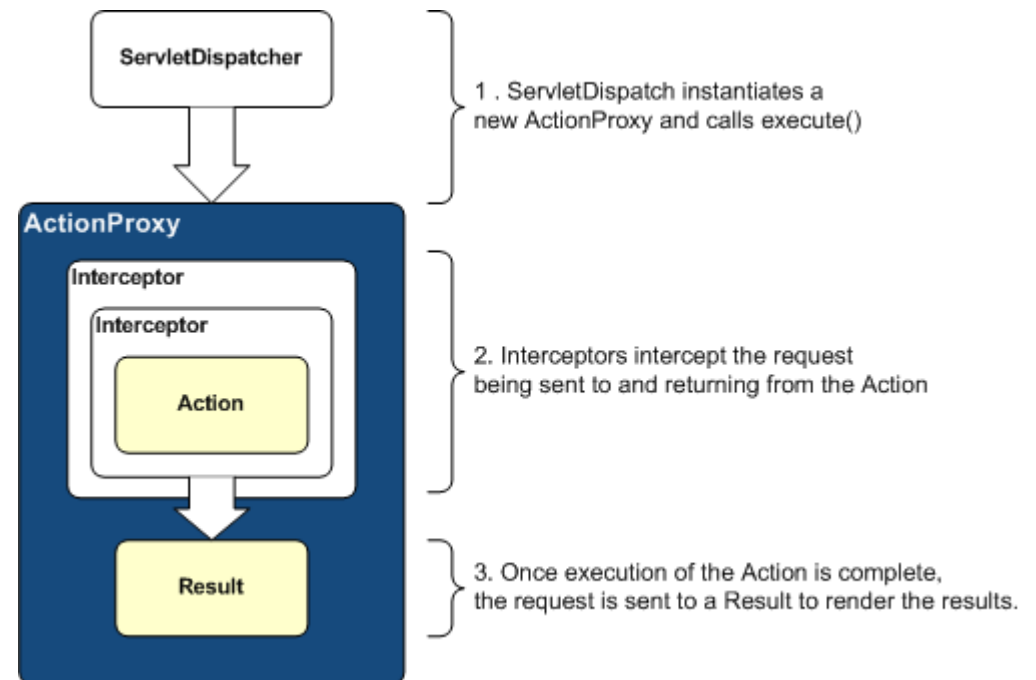 ServletDispatcher
1 . ServletDispatch instantiates a
new ActionProxy and calls execute()
ActionProxy
Interceptor
Interceptor
Action
2. Interceptors intercept the request
being sent to and returning from the Action
Result
3. Once execution of the Action is complete,
the request is sent to a Result to render the results.